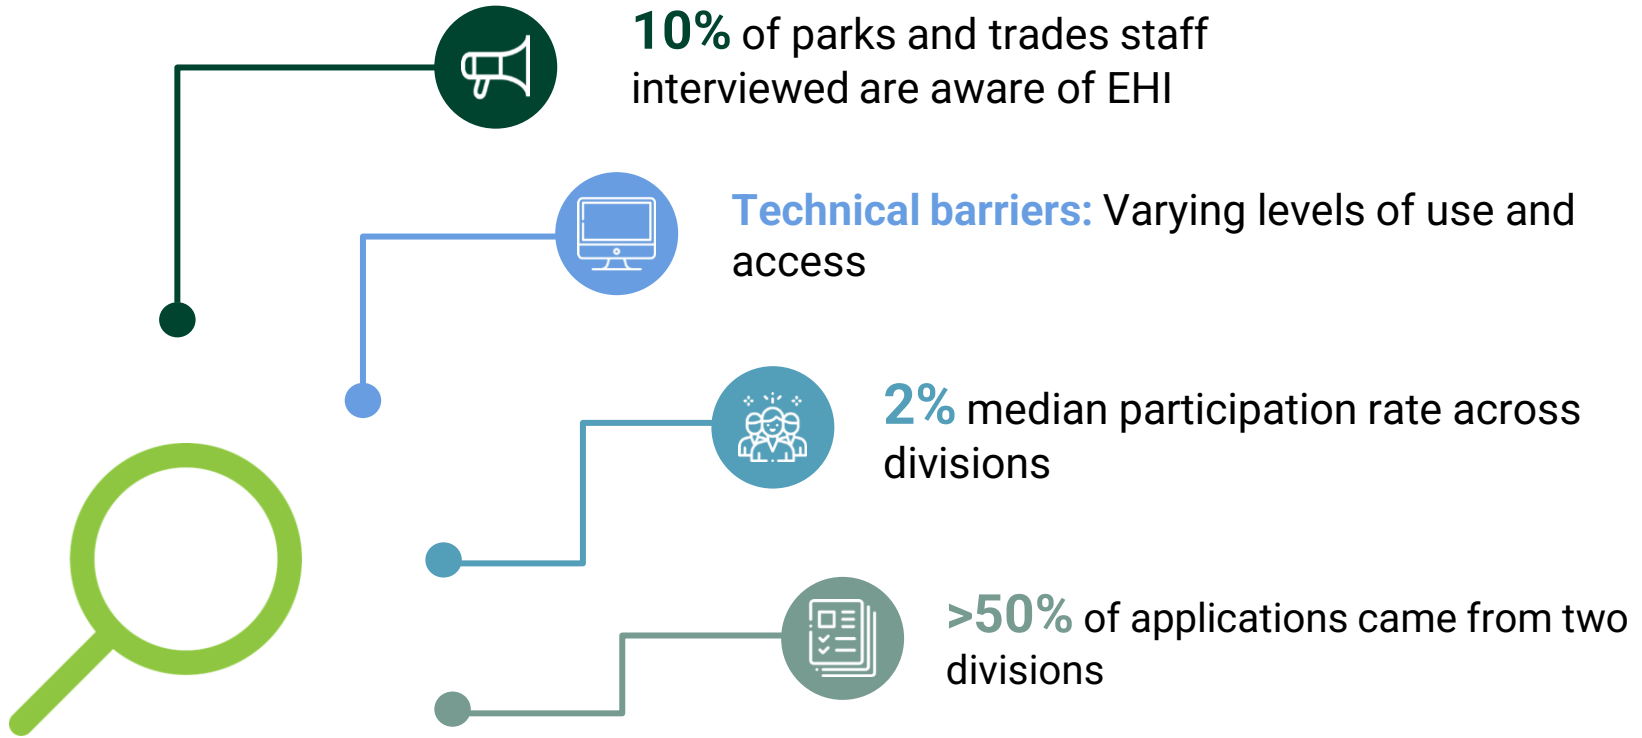 10% of parks and trades staff
interviewed are aware of EHI
Technical barriers: Varying levels of use and
access
2% median participation rate across
divisions
>50% of applications came from two
divisions